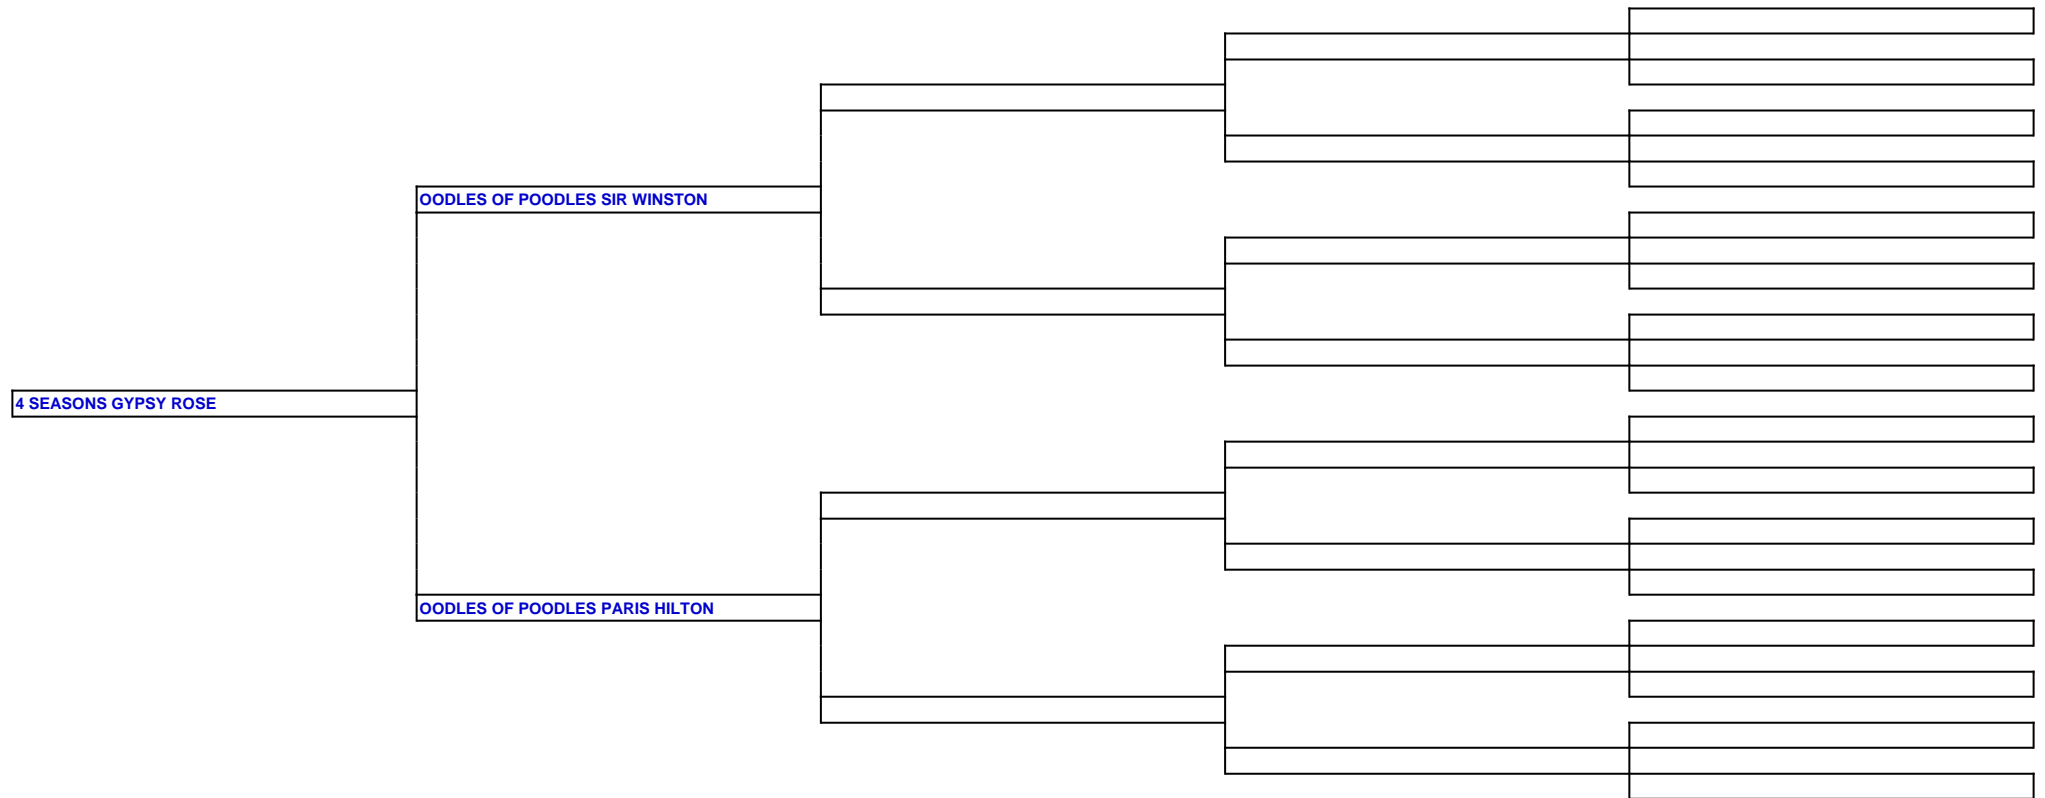 OODLES OF POODLES SIR WINSTON
4 SEASONS GYPSY ROSE
OODLES OF POODLES PARIS HILTON